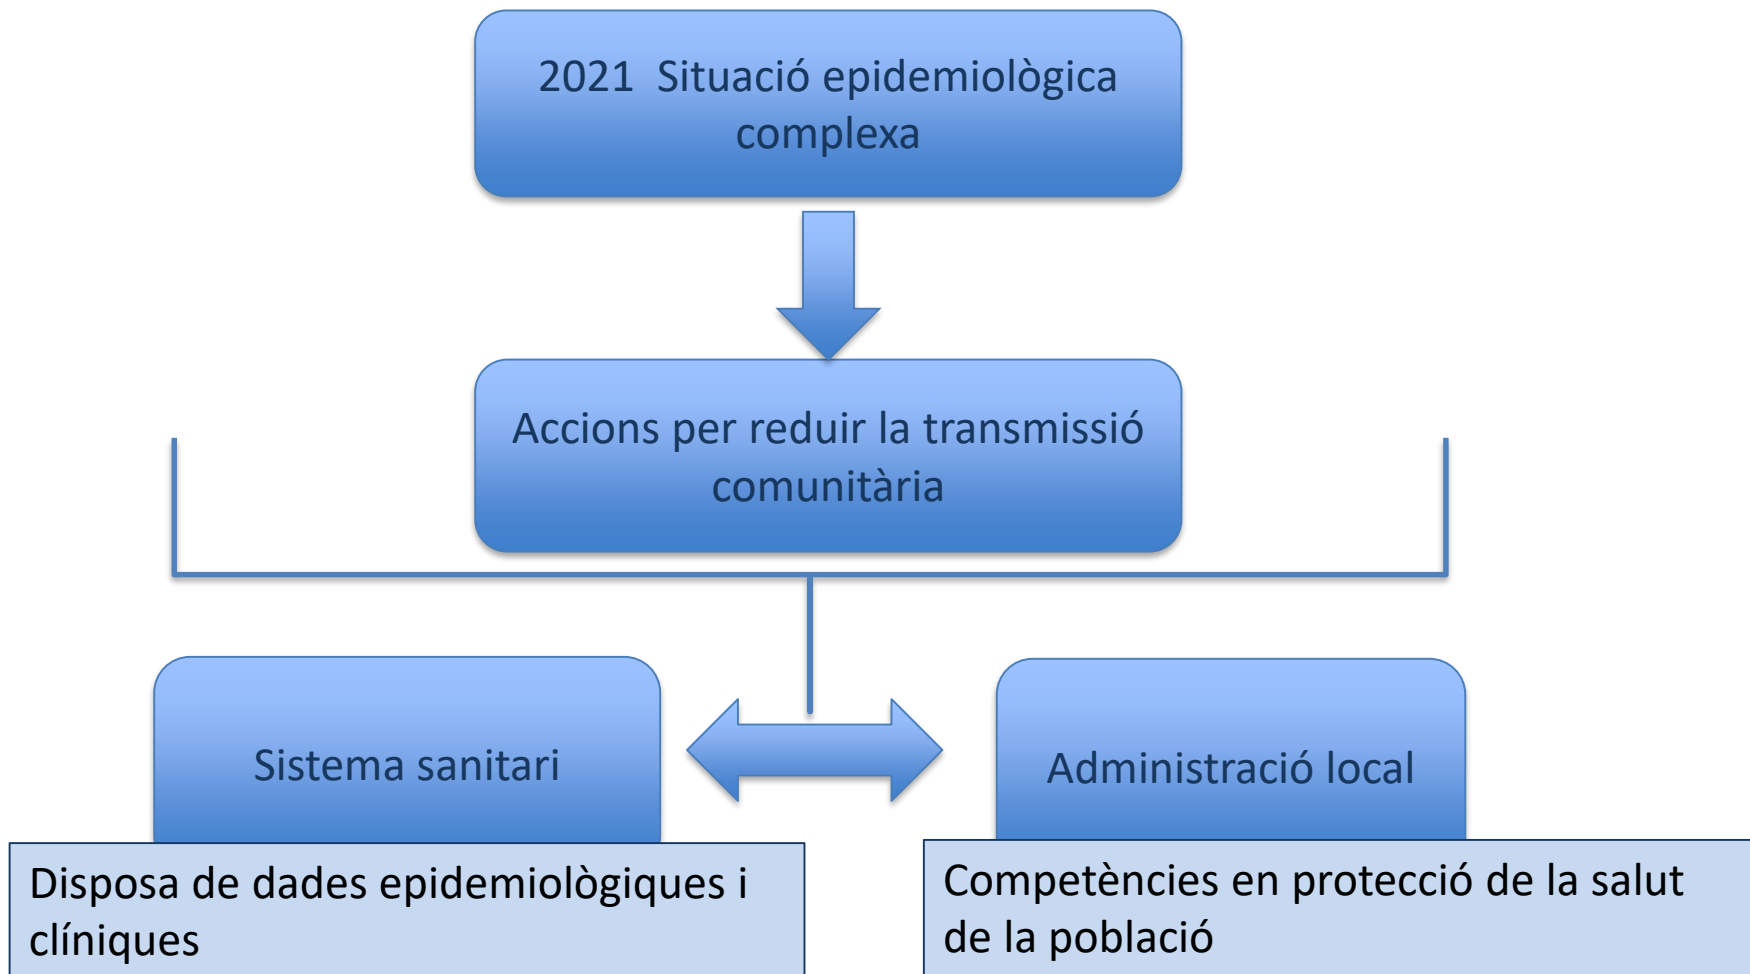 2021 Situació epidemiològica
complexa
Accions per reduir la transmissió
comunitària
Sistema sanitari
Administració local
Disposa de dades epidemiològiques i
clíniques
Competències en protecció de la salut
de la població